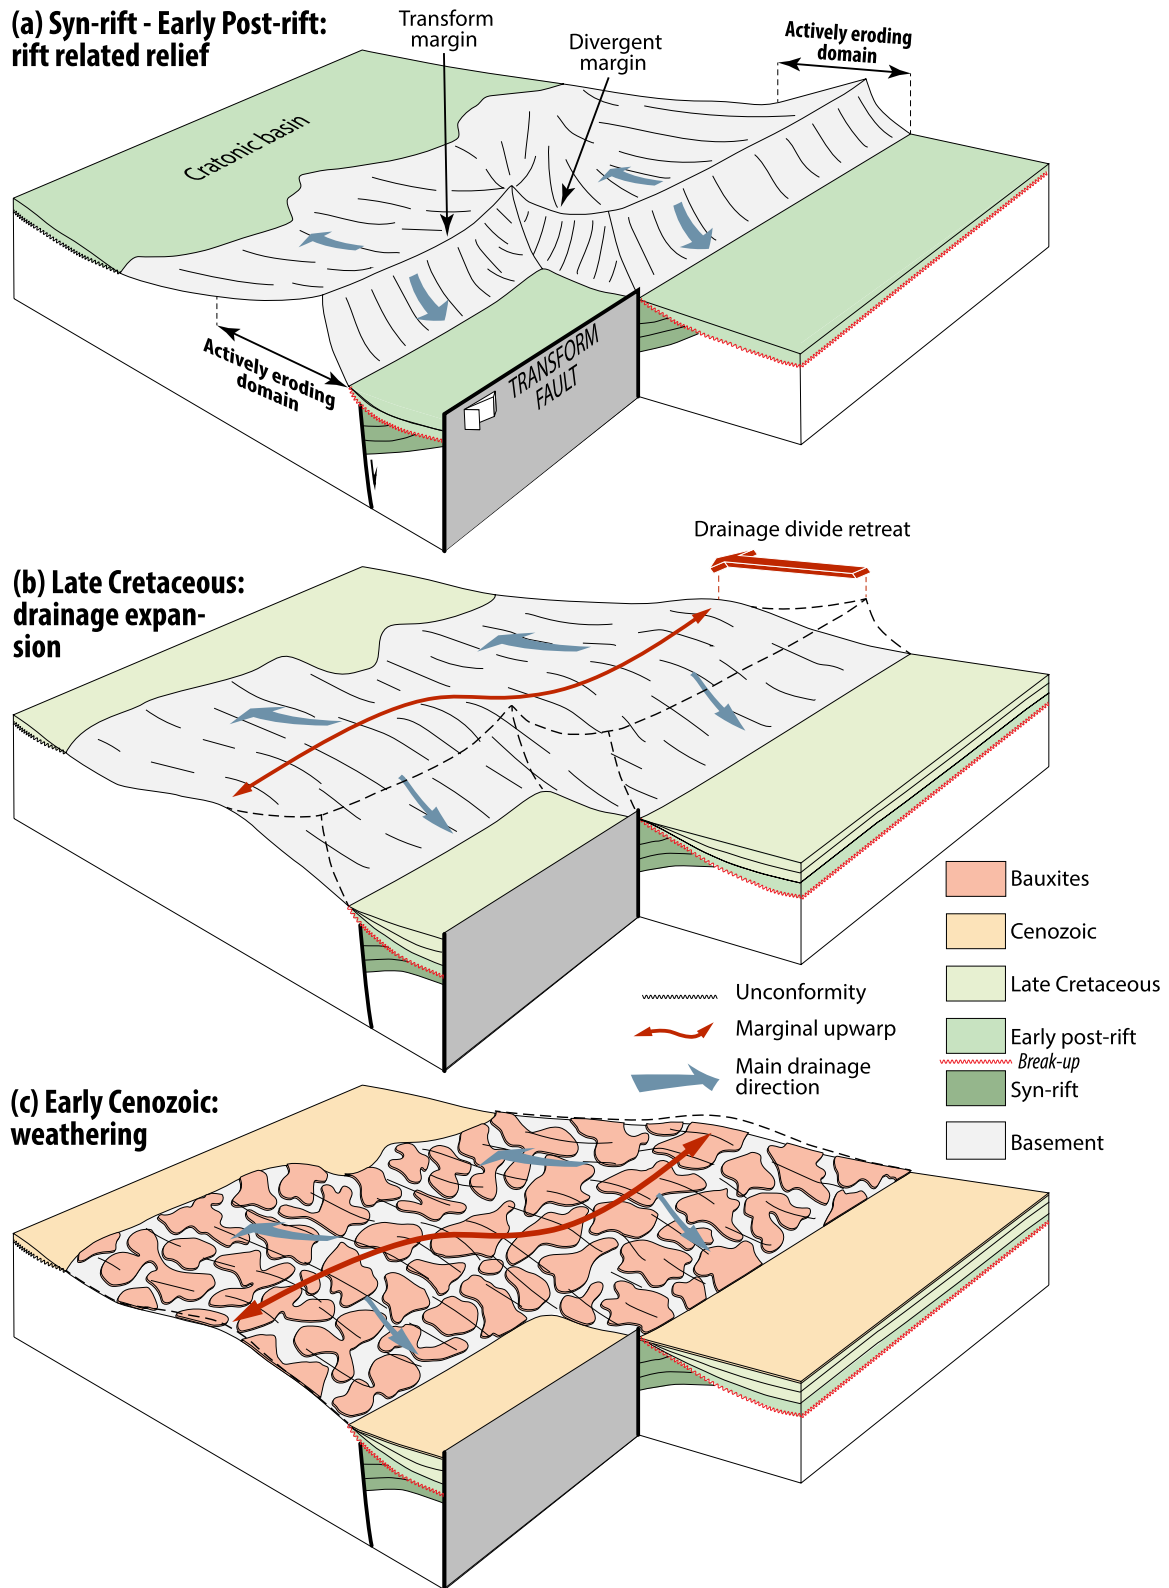 (a) Syn-rift - Early Post-rift:
rift related relief
Transform
margin
Divergent
margin
Actively eroding
domain
Cratonic basin
Actively eroding
domain
TRANSFORM
FAULT
Drainage divide retreat
(b) Late Cretaceous:
drainage expan-
sion
Bauxites
Cenozoic
Late Cretaceous
Early post-rift
Break-up
Syn-rift
Basement
Unconformity
Marginal upwarp
Main drainage
direction
(c) Early Cenozoic:
weathering